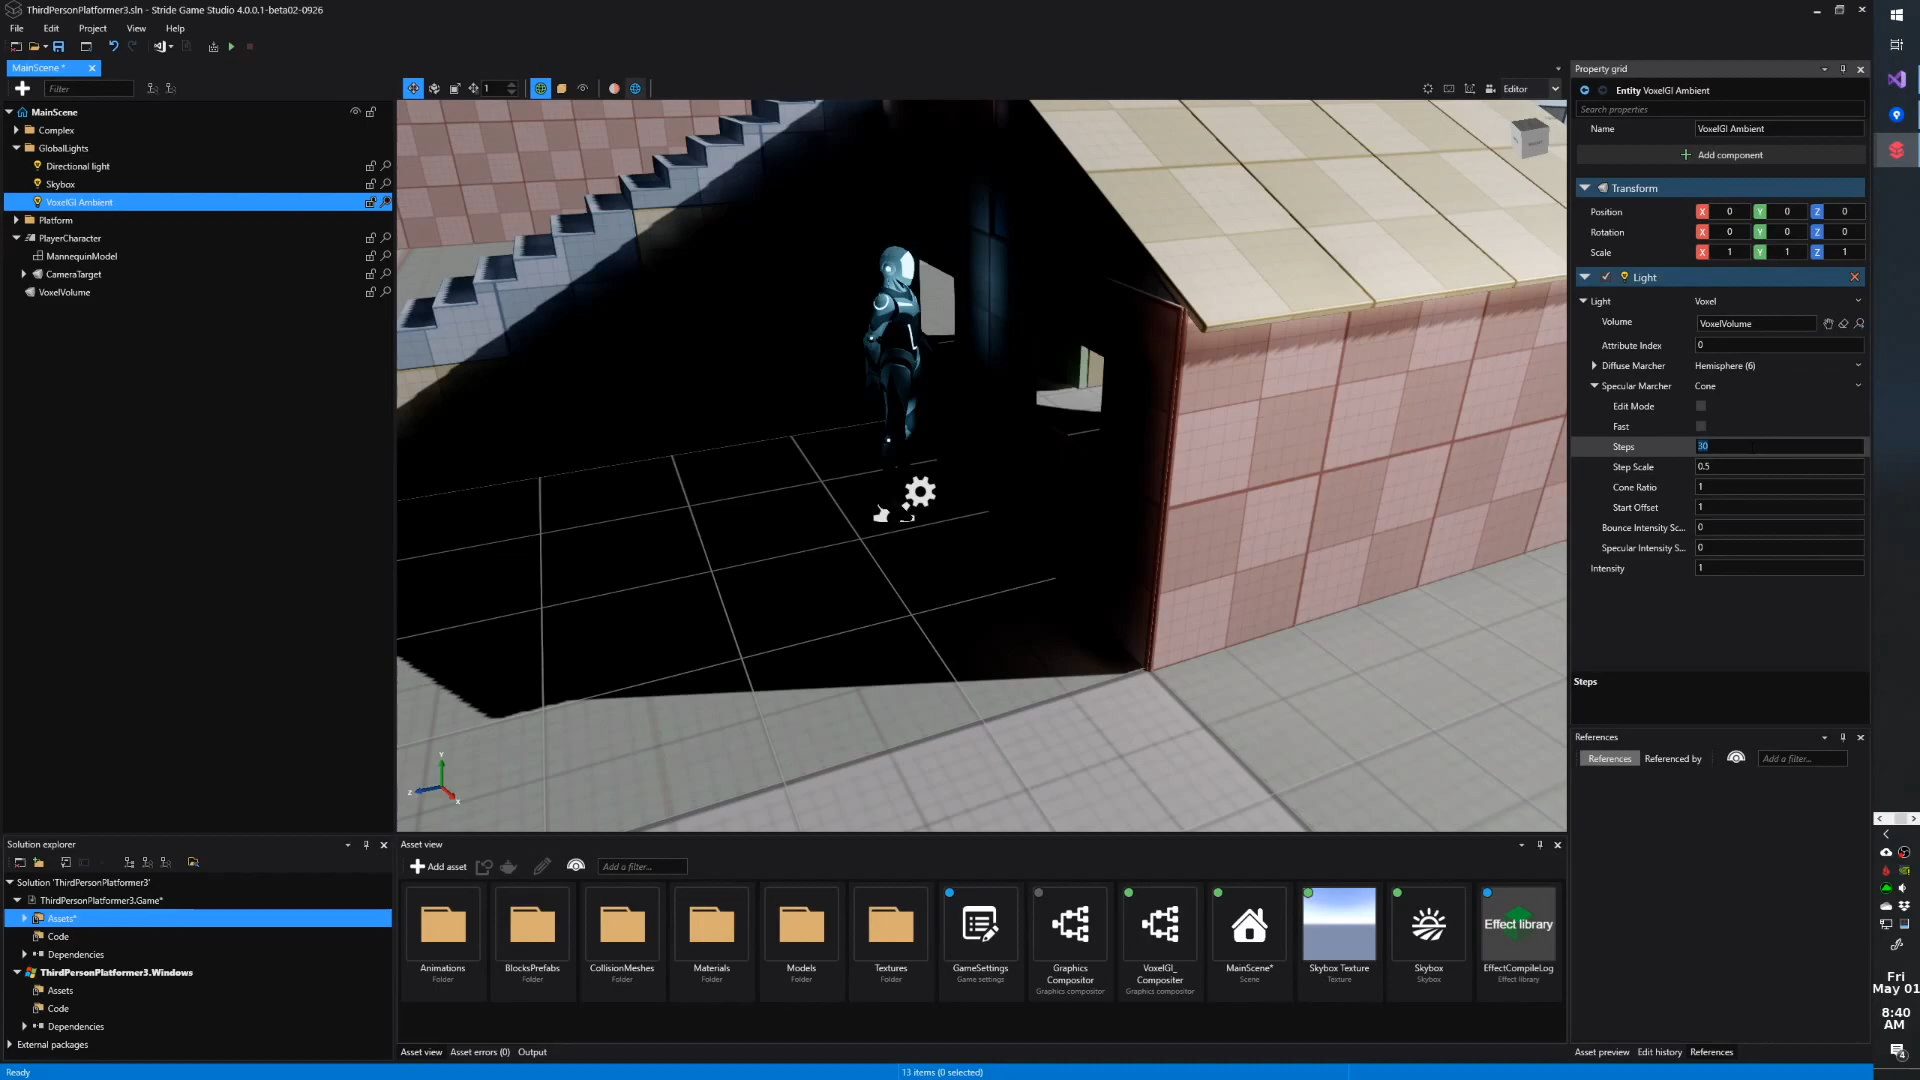 ThirdPersonPlatformer3.sln - Stride Game Studio 4.0.0.1-beta02-0926
File Edit Project View Help
MainScene *
Filter
MainScene
Complex
GlobalLights
Directional light
Skybox
VoxelGI Ambient
Platform
PlayerCharacter
MannequinModel
CameraTarget
VoxelVolume
1
Editor
Property grid
Entity VoxelGI Ambient
Search properties
Name VoxelGI Ambient
Add component
Transform
Position X 0 Y 0 Z 0
Rotation X 0 Y 0 Z 0
Scale X 1 Y 1 Z 1
Light
Light Voxel
Volume VoxelVolume
Attribute Index 0
Diffuse Marcher Hemisphere (6)
Specular Marcher Cone
Edit Mode
Fast
Steps 30
Step Scale 0.5
Cone Ratio 1
Start Offset 1
Bounce Intensity Sc... 0
Specular Intensity S... 0
Intensity 1
Steps
References
References Referenced by Add a filter...
Y
Z
X
Solution explorer
Solution 'ThirdPersonPlatformer3'
ThirdPersonPlatformer3.Game*
Assets*
Code
Dependencies
ThirdPersonPlatformer3.Windows
Assets
Code
Dependencies
External packages
Asset view
Add asset Add a filter...
Effect library
Animations BlocksPrefabs CollisionMeshes Materials Models Textures GameSettings Graphics Compositor VoxelGI_ Compositer MainScene* Skybox Texture Skybox EffectCompileLog
Folder Folder Folder Folder Folder Folder Game settings Graphics compositor Graphics compositor Scene Texture Skybox Effect library
Asset view Asset errors (0) Output
Asset preview Edit history References
Ready 13 items (0 selected)
Fri
May 01
8:40
AM
4